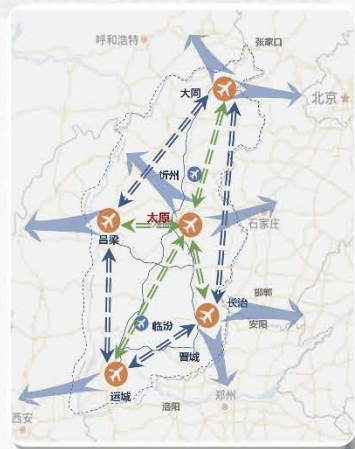 呼和浩特
张家口
大同
北京
忻州
太原
石家庄
吕梁
邯郸
长治
临汾
安阳
晋城
运城
洛阳
郑州
西安